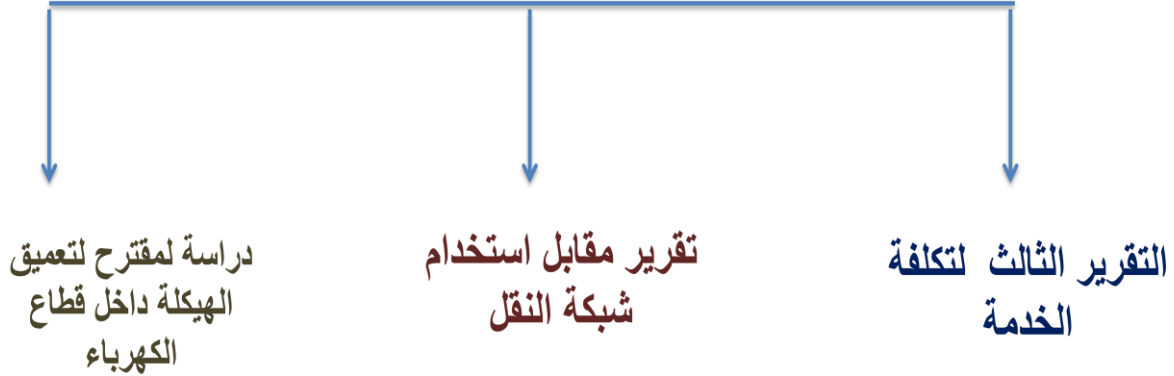 التقرير الثالث لتكلفة
الخدمة
تقرير مقابل استخدام
شبكة النقل
دراسة لمقترح لتعميق
الهيكلة داخل قطاع
الكهرباء